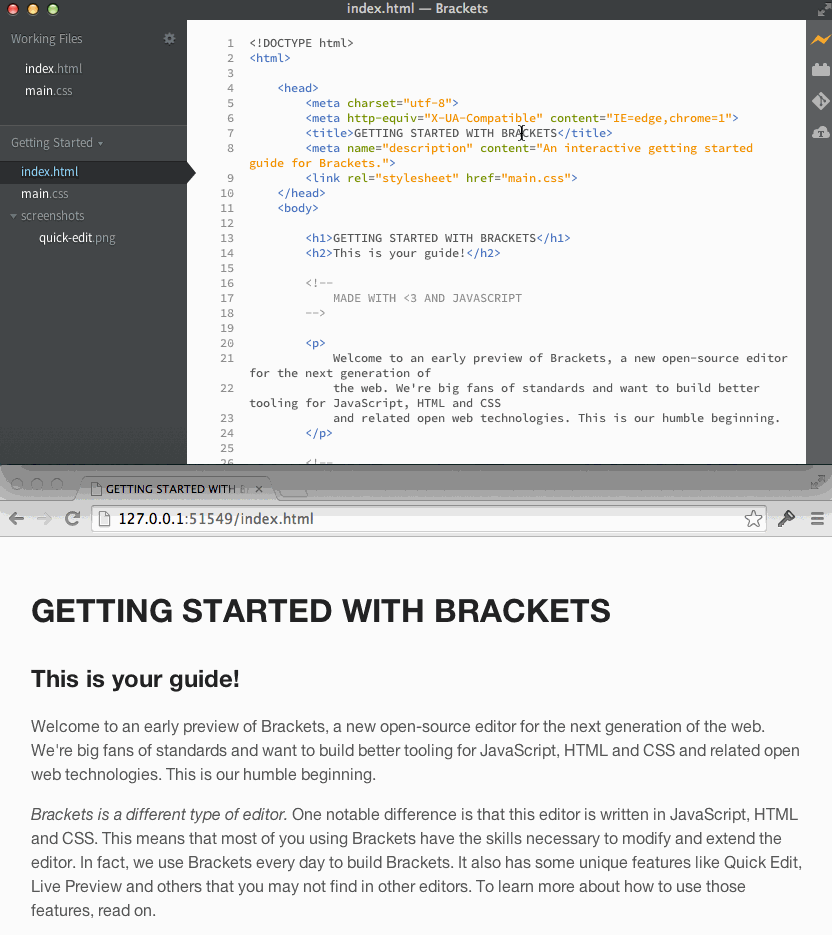 index.html — Brackets
Working Files
index.html
main.css
Getting Started
index.html
main.css
screenshots
quick-edit.png
1 <!DOCTYPE html>
2 <html>
3
4 <head>
5 <meta charset="utf-8">
6 <meta http-equiv="X-UA-Compatible" content="IE=edge,chrome=1">
7 <title>GETTING STARTED WITH BRACKETS</title>
8 <meta name="description" content="An interactive getting started
guide for Brackets.">
9 <link rel="stylesheet" href="main.css">
10 </head>
11 <body>
12
13 <h1>GETTING STARTED WITH BRACKETS</h1>
14 <h2>This is your guide!</h2>
15
16 <!--
17 MADE WITH <3 AND JAVASCRIPT
18 -->
19
20 <p>
21 Welcome to an early preview of Brackets, a new open-source editor
for the next generation of
22 the web. We're big fans of standards and want to build better
tooling for JavaScript, HTML and CSS
23 and related open web technologies. This is our humble beginning.
24 </p>
25
26 <!--
GETTING STARTED WITH Br
127.0.0.1:51549/index.html
GETTING STARTED WITH BRACKETS
This is your guide!
Welcome to an early preview of Brackets, a new open-source editor for the next generation of the web.
We're big fans of standards and want to build better tooling for JavaScript, HTML and CSS and related open
web technologies. This is our humble beginning.
Brackets is a different type of editor. One notable difference is that this editor is written in JavaScript, HTML
and CSS. This means that most of you using Brackets have the skills necessary to modify and extend the
editor. In fact, we use Brackets every day to build Brackets. It also has some unique features like Quick Edit,
Live Preview and others that you may not find in other editors. To learn more about how to use those
features, read on.